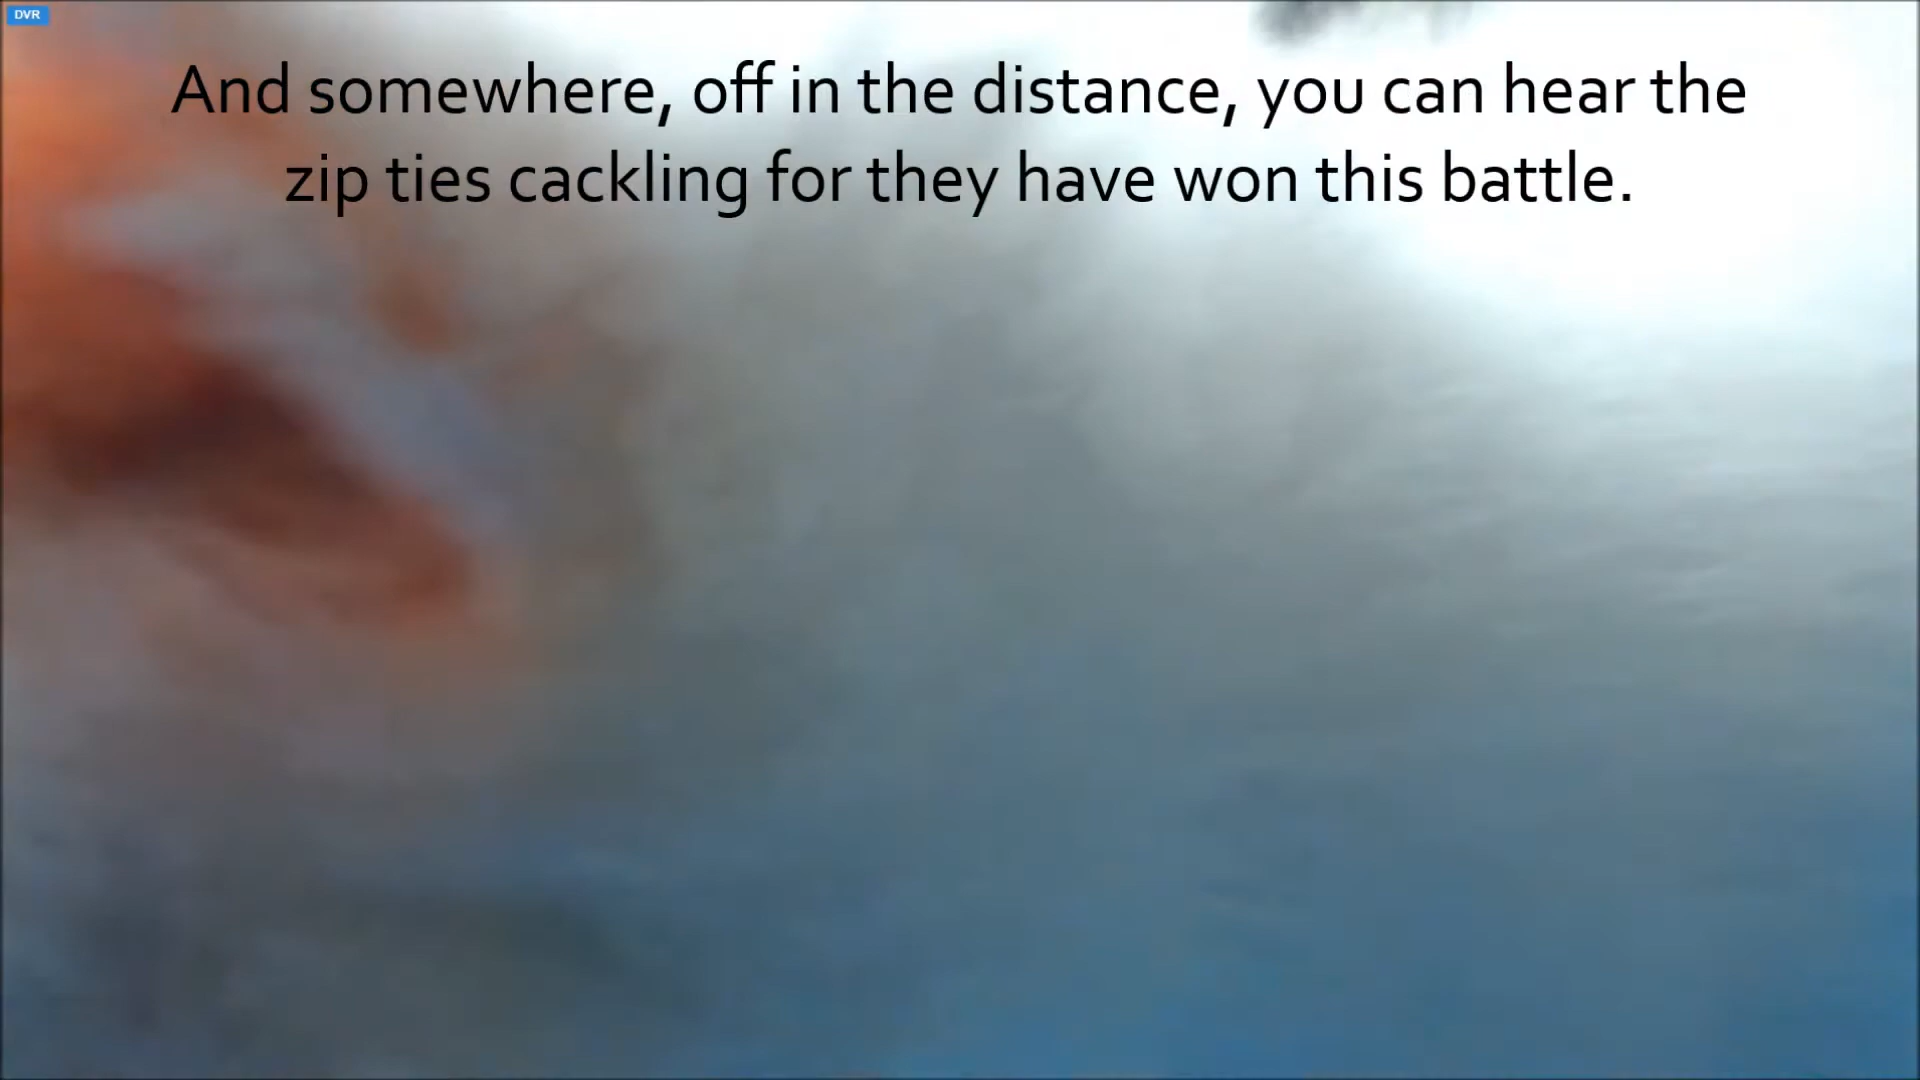 DVR
And somewhere, off in the distance, you can hear the
zip ties cackling for they have won this battle.